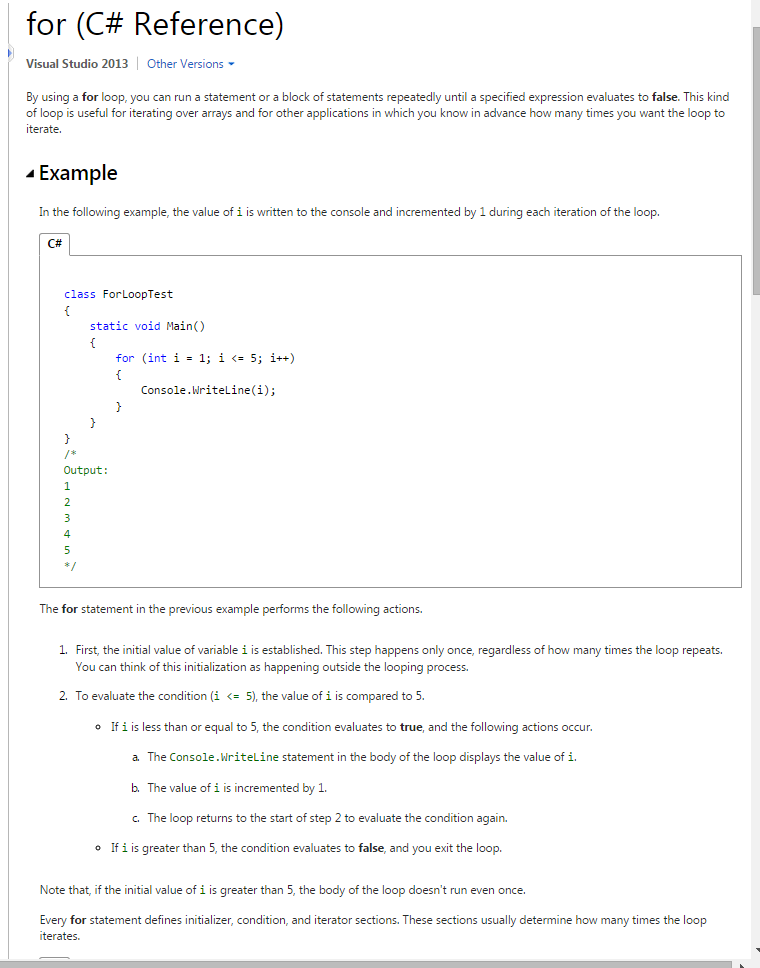 for (C# Reference)
Visual Studio 2013 Other Versions
By using a for loop, you can run a statement or a block of statements repeatedly until a specified expression evaluates to false. This kind
of loop is useful for iterating over arrays and for other applications in which you know in advance how many times you want the loop to
iterate.
Example
In the following example, the value of i is written to the console and incremented by 1 during each iteration of the loop.
C#
class ForLoopTest
{
static void Main()
{
for (int i = 1; i <= 5; i++)
{
Console.WriteLine(i);
}
}
}
/*
Output:
1
2
3
4
5
*/
The for statement in the previous example performs the following actions.
1. First, the initial value of variable i is established. This step happens only once, regardless of how many times the loop repeats.
You can think of this initialization as happening outside the looping process.
2. To evaluate the condition (i <= 5), the value of i is compared to 5.
If i is less than or equal to 5, the condition evaluates to true, and the following actions occur.
a. The Console.WriteLine statement in the body of the loop displays the value of i.
b. The value of i is incremented by 1.
c. The loop returns to the start of step 2 to evaluate the condition again.
If i is greater than 5, the condition evaluates to false, and you exit the loop.
Note that, if the initial value of i is greater than 5, the body of the loop doesn't run even once.
Every for statement defines initializer, condition, and iterator sections. These sections usually determine how many times the loop
iterates.